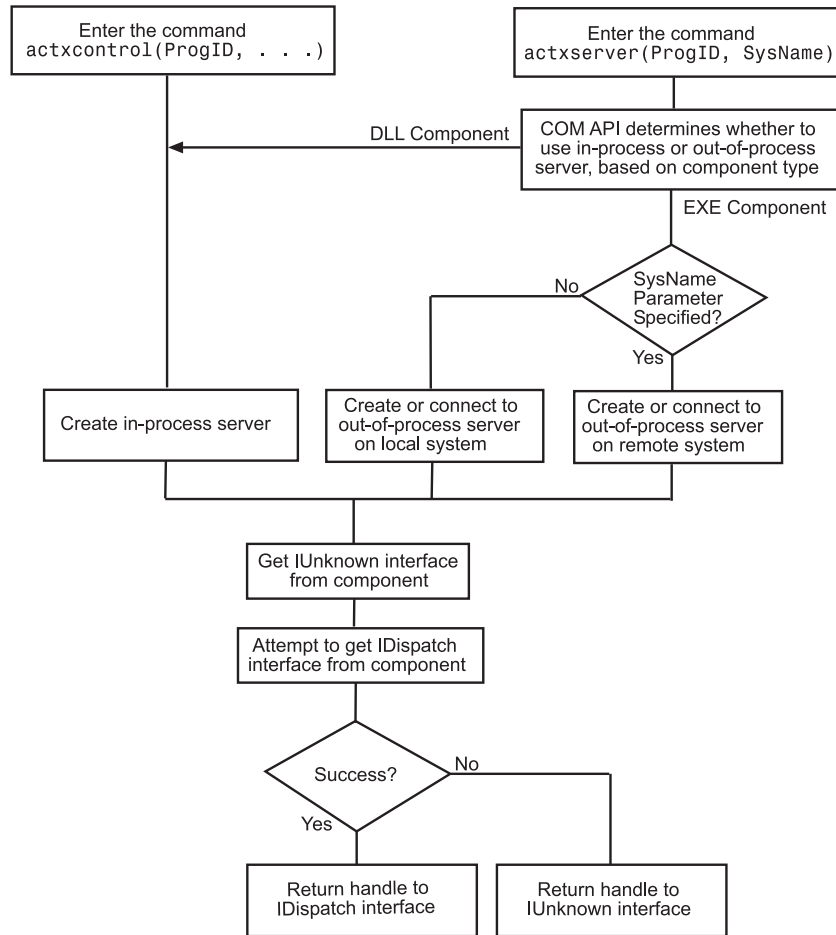 Enter the command
actxcontrol(ProgID, . . .)
Enter the command
actxserver(ProgID, SysName)
DLL Component
COM API determines whether to
use in-process or out-of-process
server, based on component type
EXE Component
No
SysName
Parameter
Specified?
Yes
Create in-process server
Create or connect to
out-of-process server
on local system
Create or connect to
out-of-process server
on remote system
Get IUnknown interface
from component
Attempt to get IDispatch
interface from component
Success?
No
Yes
Return handle to
IDispatch interface
Return handle to
IUnknown interface